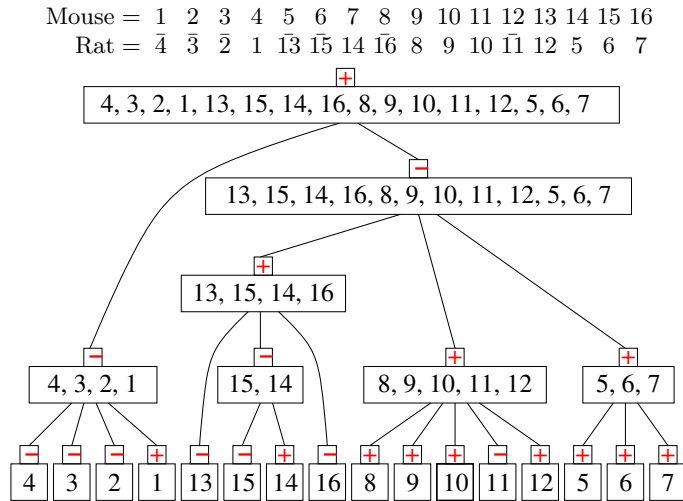 Mouse = 1 2 3 4 5 6 7 8 9 10 11 12 13 14 15 16
Rat = 4̄ 3̄ 2̄ 1 1̄3̄ 1̄5̄ 14 1̄6̄ 8 9 10 1̄1̄ 12 5 6 7
+
4, 3, 2, 1, 13, 15, 14, 16, 8, 9, 10, 11, 12, 5, 6, 7
−
13, 15, 14, 16, 8, 9, 10, 11, 12, 5, 6, 7
+
13, 15, 14, 16
− − + +
4, 3, 2, 1 15, 14 8, 9, 10, 11, 12 5, 6, 7
− − − + − − + − + + + − + + + +
4 3 2 1 13 15 14 16 8 9 10 11 12 5 6 7